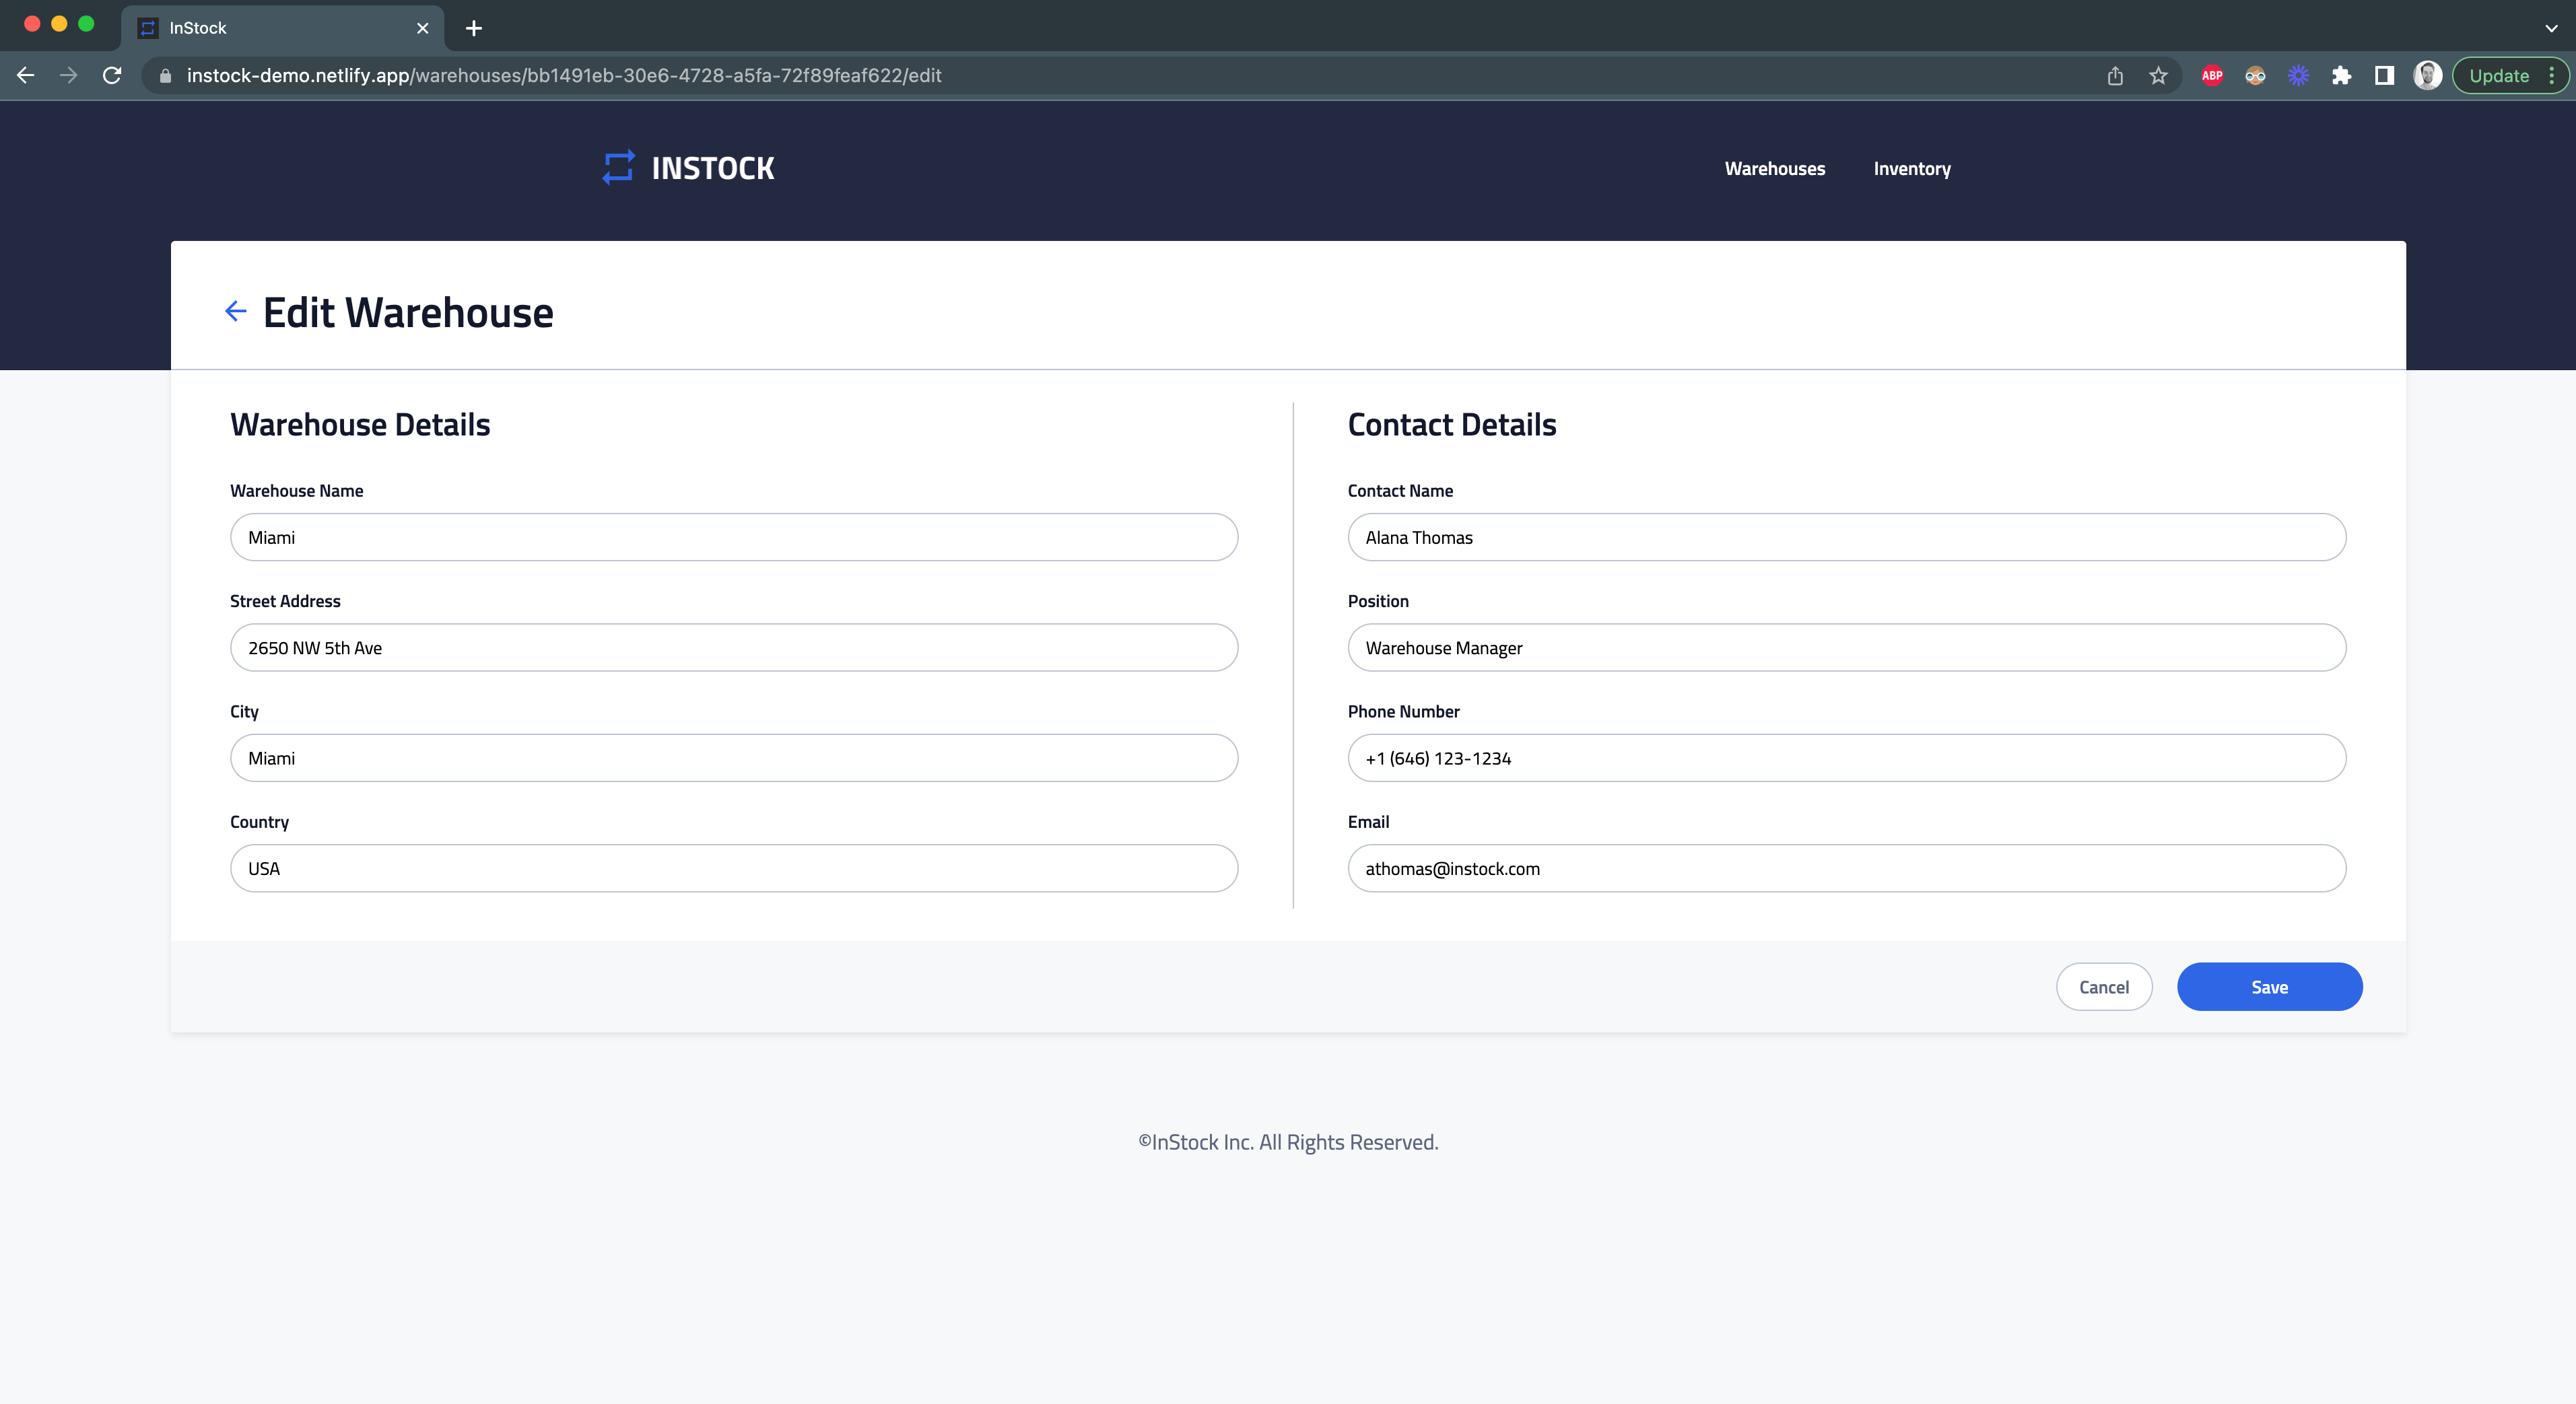 InStock
instock-demo.netlify.app/warehouses/bb1491eb-30e6-4728-a5fa-72f89feaf622/edit
ABP
Update
INSTOCK
Warehouses
Inventory
Edit Warehouse
Warehouse Details
Warehouse Name
Miami
Street Address
2650 NW 5th Ave
City
Miami
Country
USA
Contact Details
Contact Name
Alana Thomas
Position
Warehouse Manager
Phone Number
+1 (646) 123-1234
Email
athomas@instock.com
Cancel
Save
©InStock Inc. All Rights Reserved.